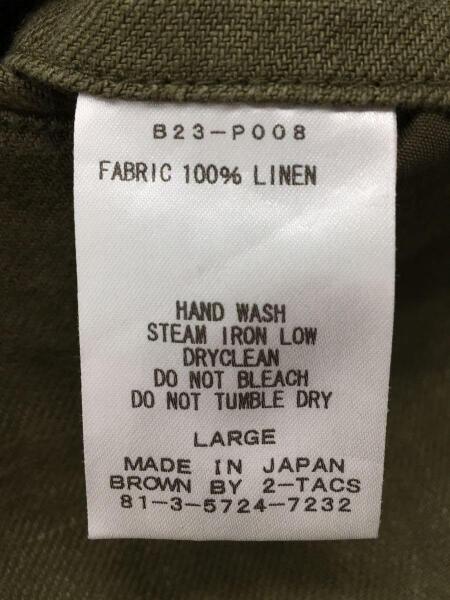 B23-P008
FABRIC 100% LINEN
HAND WASH
STEAM IRON LOW
DRYCLEAN
DO NOT BLEACH
DO NOT TUMBLE DRY
LARGE
MADE IN JAPAN
BROWN BY 2-TACS
81-3-5724-7232